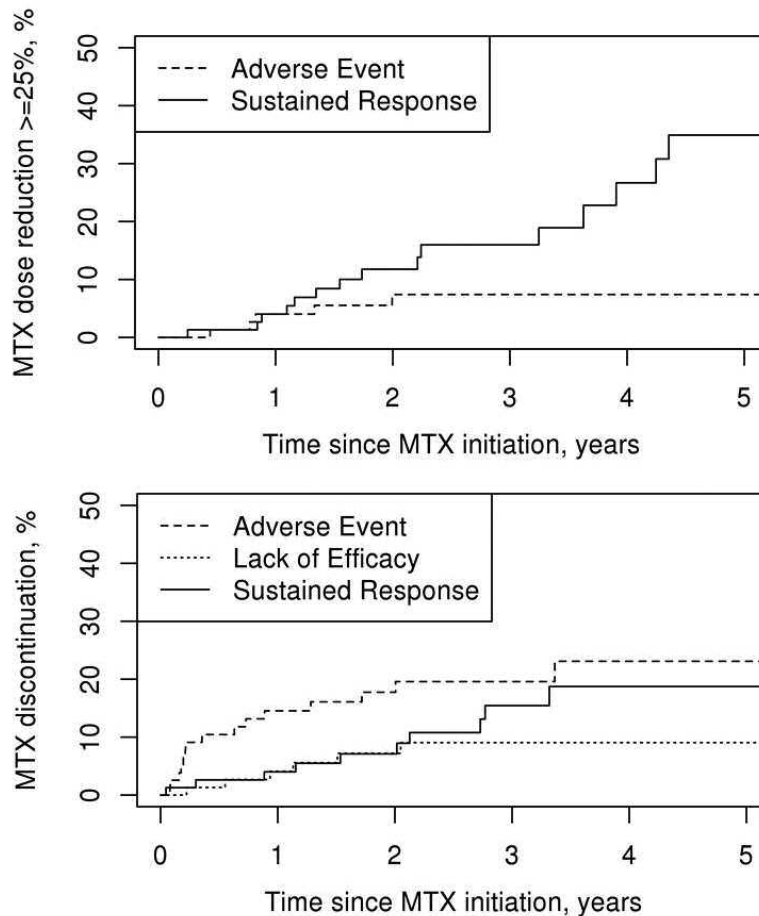 MTX dose reduction >=25%, %
50
40
30
20
10
0
Adverse Event
Sustained Response
0 1 2 3 4 5
Time since MTX initiation, years
MTX discontinuation, %
50
40
30
20
10
0
Adverse Event
Lack of Efficacy
Sustained Response
0 1 2 3 4 5
Time since MTX initiation, years